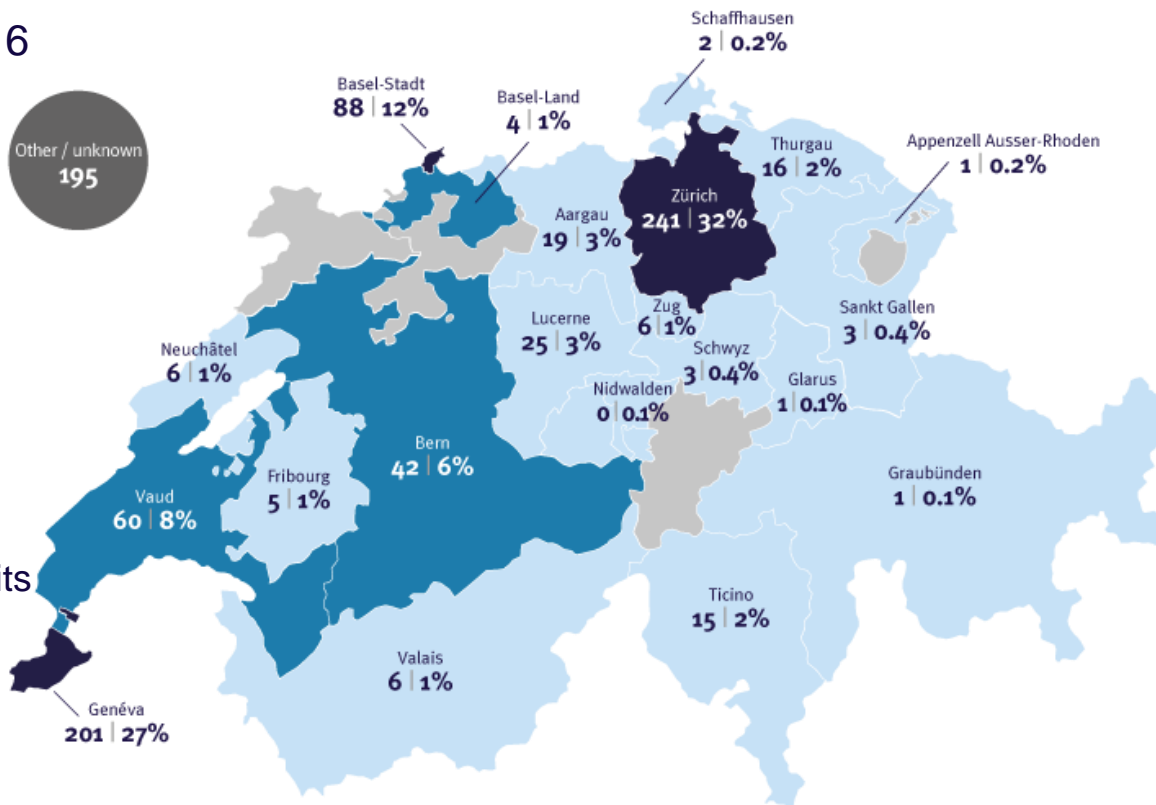 6
Other / unknown
195
Schaffhausen
2 | 0.2%
Basel-Stadt
88 | 12%
Basel-Land
4 | 1%
Thurgau
16 | 2%
Appenzell Ausser-Rhoden
1 | 0.2%
Zürich
241 | 32%
Aargau
19 | 3%
Lucerne
25 | 3%
Zug
6 | 1%
Sankt Gallen
3 | 0.4%
Neuchâtel
6 | 1%
Schwyz
3 | 0.4%
Glarus
1 | 0.1%
Nidwalden
0 | 0.1%
Bern
42 | 6%
Fribourg
5 | 1%
Graubünden
1 | 0.1%
Vaud
60 | 8%
its
Ticino
15 | 2%
Valais
6 | 1%
Genéva
201 | 27%